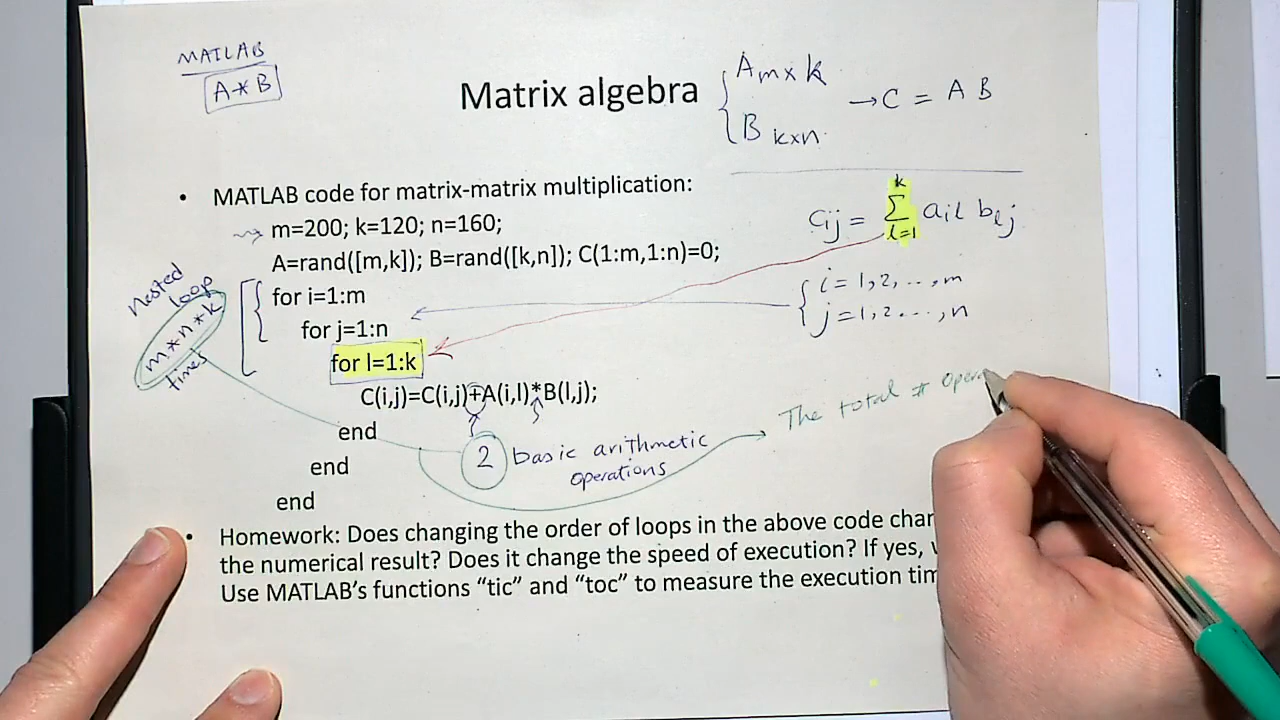 MATLAB
A*B
Matrix algebra
A m×k
B k×n
→ C = A B
• MATLAB code for matrix-matrix multiplication:
m=200; k=120; n=160;
A=rand([m,k]); B=rand([k,n]); C(1:m,1:n)=0;
Cij = k Σ l=1 ail blj
i = 1,2,..,m
j = 1,2...,n
Nested loop
m*n*k
times
for i=1:m
for j=1:n
for l=1:k
C(i,j)=C(i,j)+A(i,l)*B(l,j);
end
end
end
2 basic arithmetic
operations
The total # opera
• Homework: Does changing the order of loops in the above code chan
the numerical result? Does it change the speed of execution? If yes,
Use MATLAB’s functions “tic” and “toc” to measure the execution tim